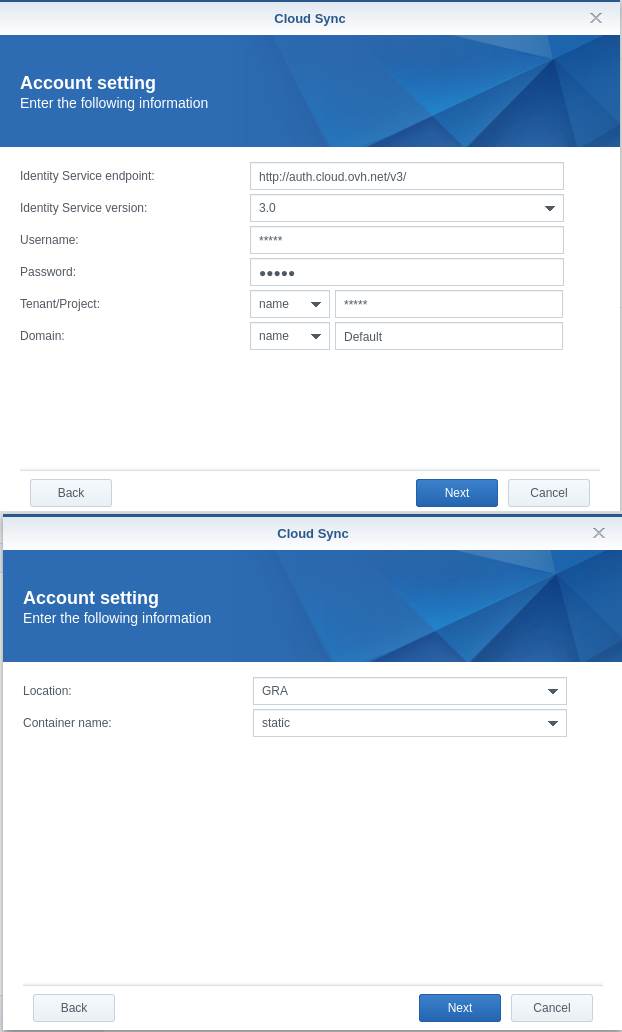 Cloud Sync
Account setting
Enter the following information
Identity Service endpoint: http://auth.cloud.ovh.net/v3/
Identity Service version: 3.0
Username: *****
Password: ●●●●●
Tenant/Project: name *****
Domain: name Default
Back Next Cancel
Cloud Sync
Account setting
Enter the following information
Location: GRA
Container name: static
Back Next Cancel